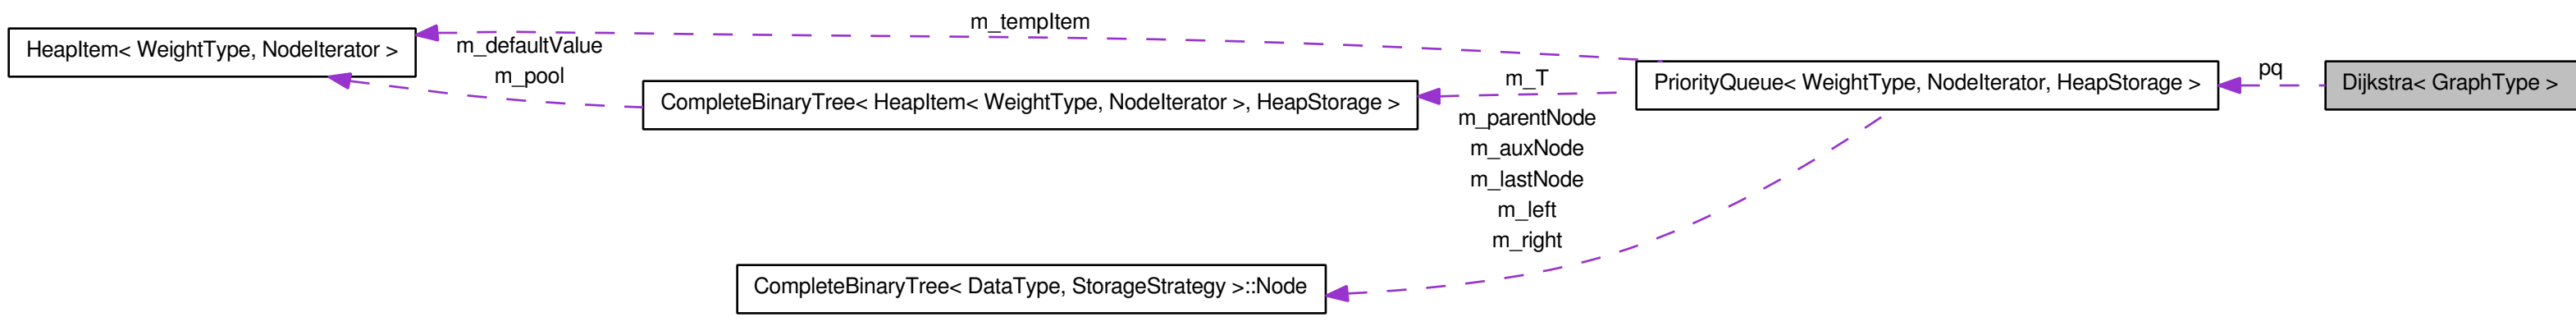 m_tempItem
HeapItem< WeightType, NodeIterator >
m_defaultValue
m_pool
CompleteBinaryTree< HeapItem< WeightType, NodeIterator >, HeapStorage >
m_T
PriorityQueue< WeightType, NodeIterator, HeapStorage >
pq
Dijkstra< GraphType >
m_parentNode
m_auxNode
m_lastNode
m_left
m_right
CompleteBinaryTree< DataType, StorageStrategy >::Node